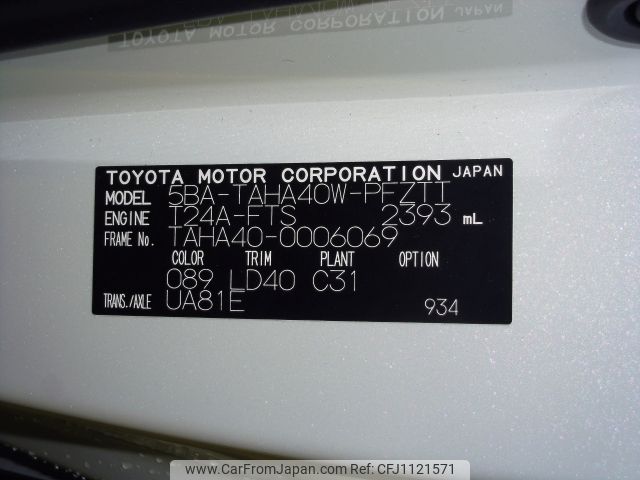 TOYOTA MOTOR CORPORATION JAPAN
MODEL 5BA-TAHA40W-PFZTT
ENGINE T24A-FTS 2393 mL
FRAME No. TAHA40-0006069
COLOR TRIM PLANT OPTION
089 LD40 C31
TRANS./AXLE UA81E 934
www.CarFromJapan.com | Ref:QF1121571